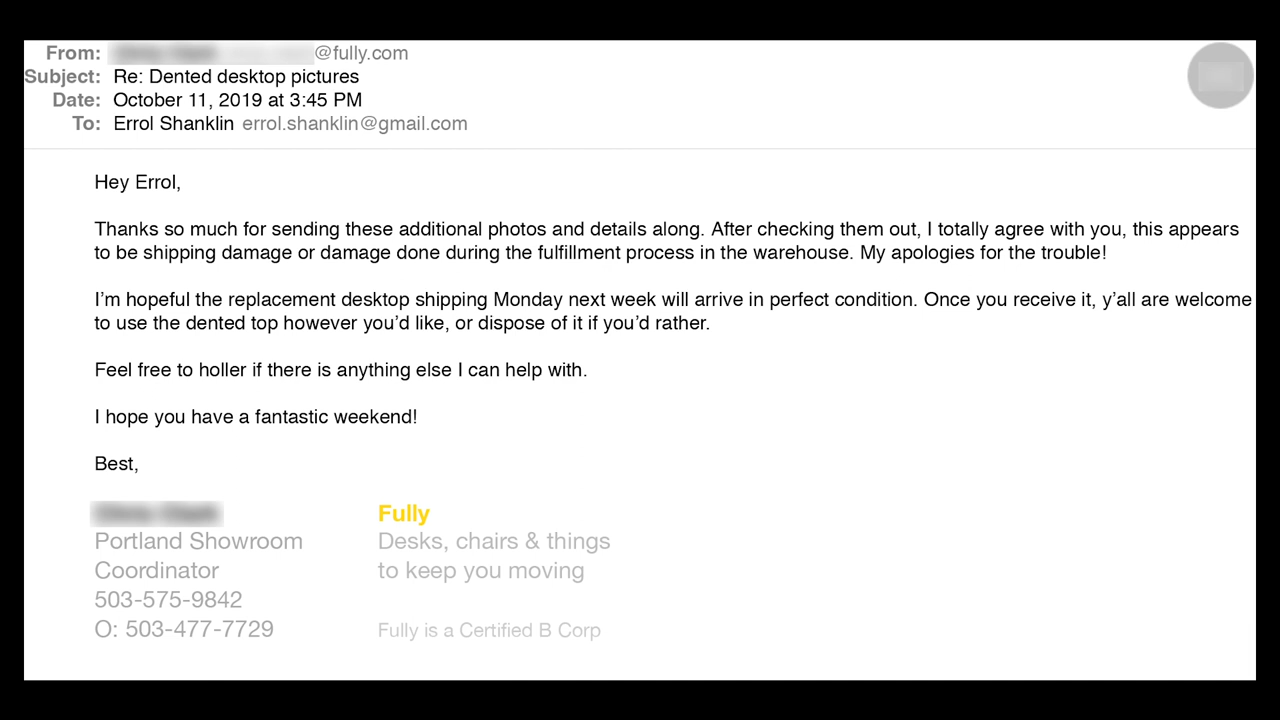 From: @fully.com
Subject: Re: Dented desktop pictures
Date: October 11, 2019 at 3:45 PM
To: Errol Shanklin errol.shanklin@gmail.com
Hey Errol,
Thanks so much for sending these additional photos and details along. After checking them out, I totally agree with you, this appears
to be shipping damage or damage done during the fulfillment process in the warehouse. My apologies for the trouble!
I’m hopeful the replacement desktop shipping Monday next week will arrive in perfect condition. Once you receive it, y’all are welcome
to use the dented top however you’d like, or dispose of it if you’d rather.
Feel free to holler if there is anything else I can help with.
I hope you have a fantastic weekend!
Best,
Portland Showroom
Coordinator
503-575-9842
O: 503-477-7729
Fully
Desks, chairs & things
to keep you moving
Fully is a Certified B Corp